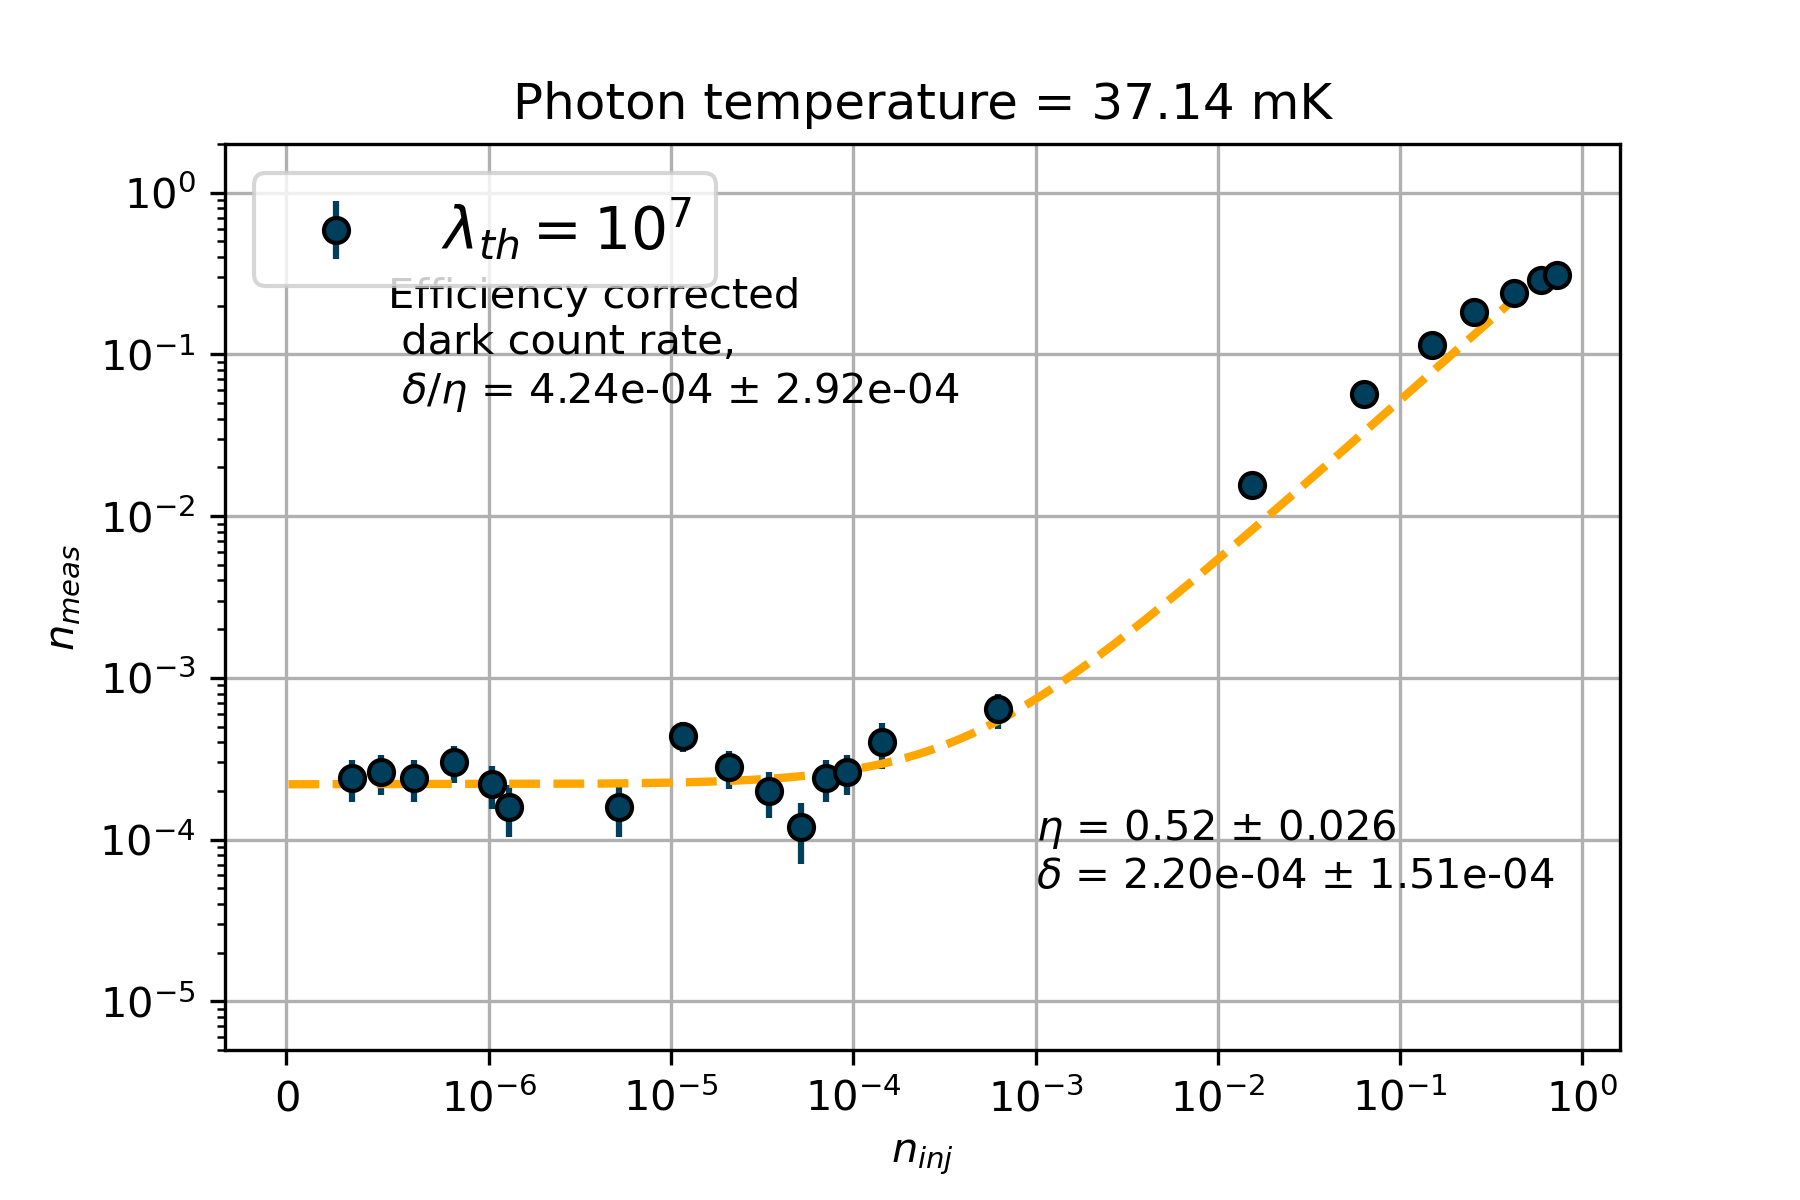 Photon temperature = 37.14 mK
λ_th = 10^7
Efficiency corrected
dark count rate,
δ/η = 4.24e-04 ± 2.92e-04
η = 0.52 ± 0.026
δ = 2.20e-04 ± 1.51e-04
10^0
10^−1
10^−2
10^−3
10^−4
10^−5
n_meas
0 10^−6 10^−5 10^−4 10^−3 10^−2 10^−1 10^0
n_inj